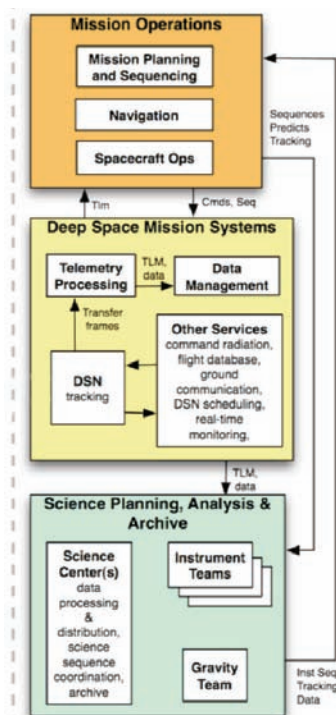 Mission Operations
Mission Planning
and Sequencing
Navigation
Spacecraft Ops
Sequences
Predicts
Tracking
Tlm
Cmds, Seq
Deep Space Mission Systems
Telemetry
Processing
TLM,
data
Data
Management
Transfer
frames
DSN
tracking
Other Services
command radiation,
flight database,
ground
communication,
DSN scheduling,
real-time
monitoring,
TLM,
data
Science Planning, Analysis &
Archive
Science
Center(s)
data
processing
&
distribution,
science
sequence
coordination,
archive
Instrument
Teams
Gravity
Team
Inst Seq
Tracking
Data